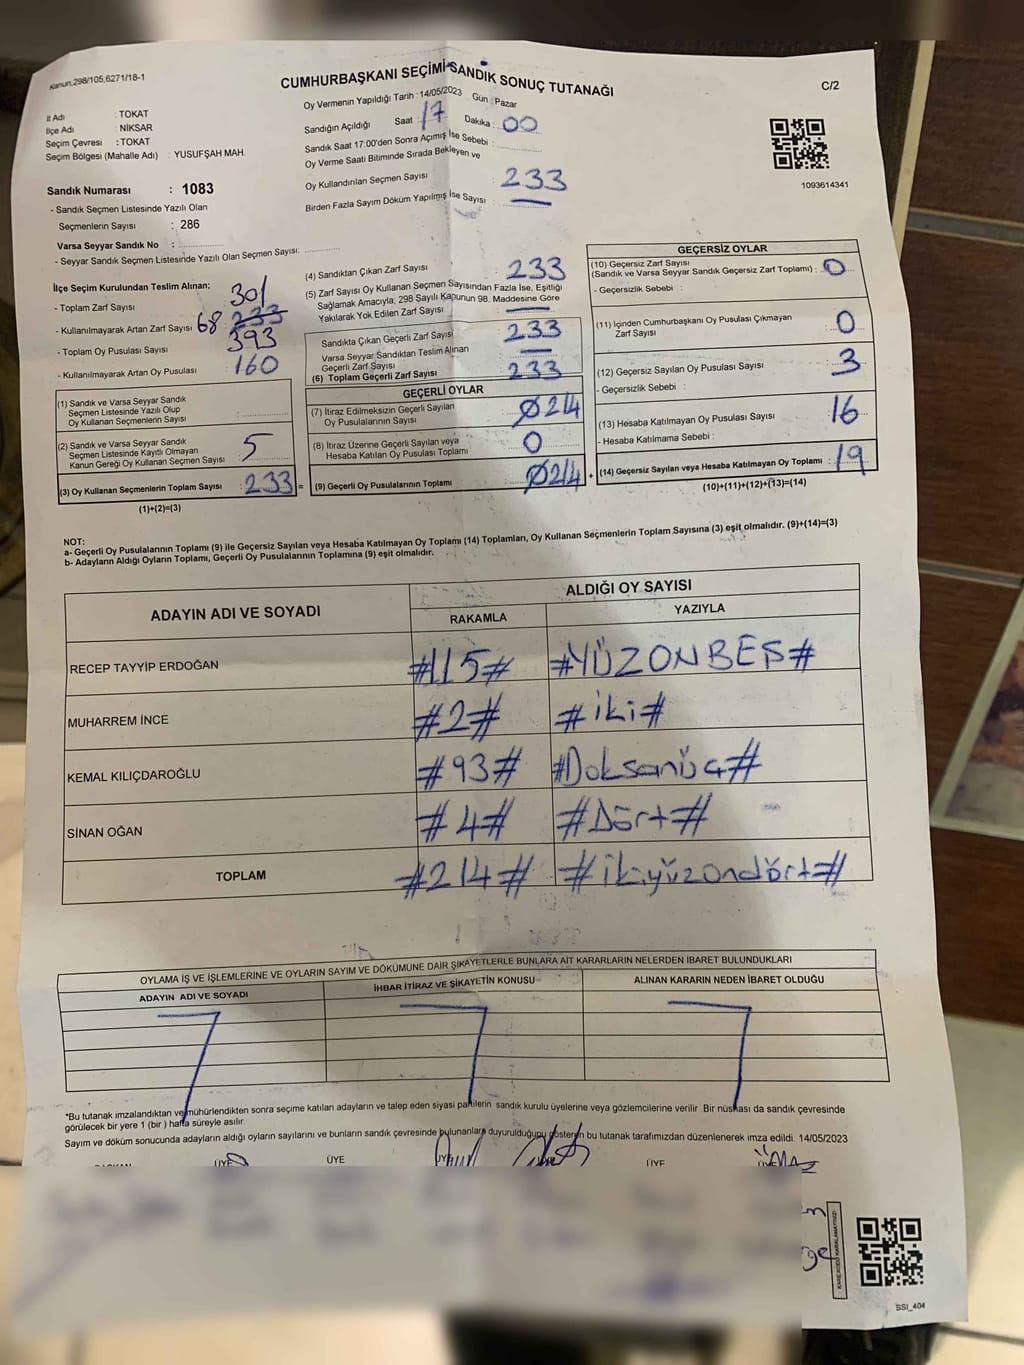 Kanun:298/105,6271/18-1
CUMHURBAŞKANI SEÇİMİ SANDIK SONUÇ TUTANAĞI
C/2
İl Adı : TOKAT
İlçe Adı : NİKSAR
Seçim Çevresi : TOKAT
Seçim Bölgesi (Mahalle Adı) : YUSUFŞAH MAH.
Oy Vermenin Yapıldığı Tarih : 14/05/2023 Gün : Pazar
Sandığın Açıldığı Saat : 17 Dakika : 00
Sandık Saat 17:00'den Sonra Açımış İse Sebebi :
Oy Verme Saati Bitiminde Sırada Bekleyen ve
Oy Kullandırılan Seçmen Sayısı : 233
Birden Fazla Sayım Döküm Yapılmış İse Sayısı :
1093614341
Sandık Numarası : 1083
- Sandık Seçmen Listesinde Yazılı Olan
Seçmenlerin Sayısı : 286
Varsa Seyyar Sandık No :
- Seyyar Sandık Seçmen Listesinde Yazılı Olan Seçmen Sayısı:
İlçe Seçim Kurulundan Teslim Alınan;
- Toplam Zarf Sayısı : 301
- Kullanılmayarak Artan Zarf Sayısı : 68 233
- Toplam Oy Pusulası Sayısı : 393
- Kullanılmayarak Artan Oy Pusulası : 160
(1) Sandık ve Varsa Seyyar Sandık
Seçmen Listesinde Yazılı Olup
Oy Kullanan Seçmenlerin Sayısı :
(2) Sandık ve Varsa Seyyar Sandık
Seçmen Listesinde Kayıtlı Olmayan
Kanun Gereği Oy Kullanan Seçmen Sayısı : 5
(3) Oy Kullanan Seçmenlerin Toplam Sayısı : 233 =
(1)+(2)=(3)
(4) Sandıktan Çıkan Zarf Sayısı : 233
(5) Zarf Sayısı Oy Kullanan Seçmen Sayısından Fazla İse, Eşitliği
Sağlamak Amacıyla; 298 Sayılı Kanunun 98. Maddesine Göre
Yakılarak Yok Edilen Zarf Sayısı :
Sandıkta Çıkan Geçerli Zarf Sayısı : 233
Varsa Seyyar Sandıktan Teslim Alınan
Geçerli Zarf Sayısı :
(6) Toplam Geçerli Zarf Sayısı : 233
GEÇERLİ OYLAR
(7) İtiraz Edilmeksizin Geçerli Sayılan
Oy Pusulalarının Sayısı : 214
(8) İtiraz Üzerine Geçerli Sayılan veya
Hesaba Katılan Oy Pusulası Toplamı : 0
(9) Geçerli Oy Pusulalarının Toplamı : 214 +
GEÇERSİZ OYLAR
(10) Geçersiz Zarf Sayısı
(Sandık ve Varsa Seyyar Sandık Geçersiz Zarf Toplamı) : 0
- Geçersizlik Sebebi :
(11) İçinden Cumhurbaşkanı Oy Pusulası Çıkmayan
Zarf Sayısı : 0
(12) Geçersiz Sayılan Oy Pusulası Sayısı : 3
- Geçersizlik Sebebi :
(13) Hesaba Katılmayan Oy Pusulası Sayısı : 16
- Hesaba Katılmama Sebebi :
(14) Geçersiz Sayılan veya Hesaba Katılmayan Oy Toplamı : 19
(10)+(11)+(12)+(13)=(14)
NOT:
a- Geçerli Oy Pusulalarının Toplamı (9) ile Geçersiz Sayılan veya Hesaba Katılmayan Oy Toplamı (14) Toplamları, Oy Kullanan Seçmenlerin Toplam Sayısına (3) eşit olmalıdır. (9)+(14)=(3)
b- Adayların Aldığı Oyların Toplamı, Geçerli Oy Pusulalarının Toplamına (9) eşit olmalıdır.
ADAYIN ADI VE SOYADI
ALDIĞI OY SAYISI
RAKAMLA YAZIYLA
RECEP TAYYİP ERDOĞAN #115# #YÜZONBEŞ#
MUHARREM İNCE #2# #iki#
KEMAL KILIÇDAROĞLU #93# #Doksanüç#
SİNAN OĞAN #4# #Dört#
TOPLAM #214# #ikiyüzondört#
OYLAMA İŞ VE İŞLEMLERİNE VE OYLARIN SAYIM VE DÖKÜMÜNE DAİR ŞİKAYETLERLE BUNLARA AİT KARARLARIN NELERDEN İBARET BULUNDUKLARI
ADAYIN ADI VE SOYADI İHBAR İTİRAZ VE ŞİKAYETİN KONUSU ALINAN KARARIN NEDEN İBARET OLDUĞU
*Bu tutanak imzalandıktan ve mühürlendikten sonra seçime katılan adayların ve talep eden siyasi partilerin sandık kurulu üyelerine veya gözlemcilerine verilir .Bir nüshası da sandık çevresinde
görülecek bir yere 1 (bir ) hafta süreyle asılır.
Sayım ve döküm sonucunda adayların aldığı oyların sayılarını ve bunların sandık çevresinde bulunanlara duyurulduğunu gösteren bu tutanak tarafımızdan düzenlenerek imza edildi. 14/05/2023
BAŞKAN ÜYE ÜYE ÜYE ÜYE
KAREKODU KARALAMAYINIZ!
SSİ_404